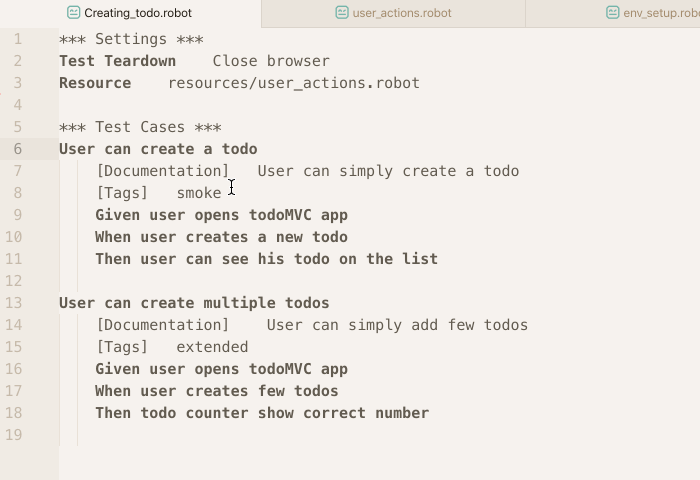 Creating_todo.robot user_actions.robot env_setup.robo
1 *** Settings ***
2 Test Teardown    Close browser
3 Resource    resources/user_actions.robot
4
5 *** Test Cases ***
6 User can create a todo
7     [Documentation]   User can simply create a todo
8     [Tags]   smoke
9     Given user opens todoMVC app
10     When user creates a new todo
11     Then user can see his todo on the list
12
13 User can create multiple todos
14     [Documentation]    User can simply add few todos
15     [Tags]   extended
16     Given user opens todoMVC app
17     When user creates few todos
18     Then todo counter show correct number
19